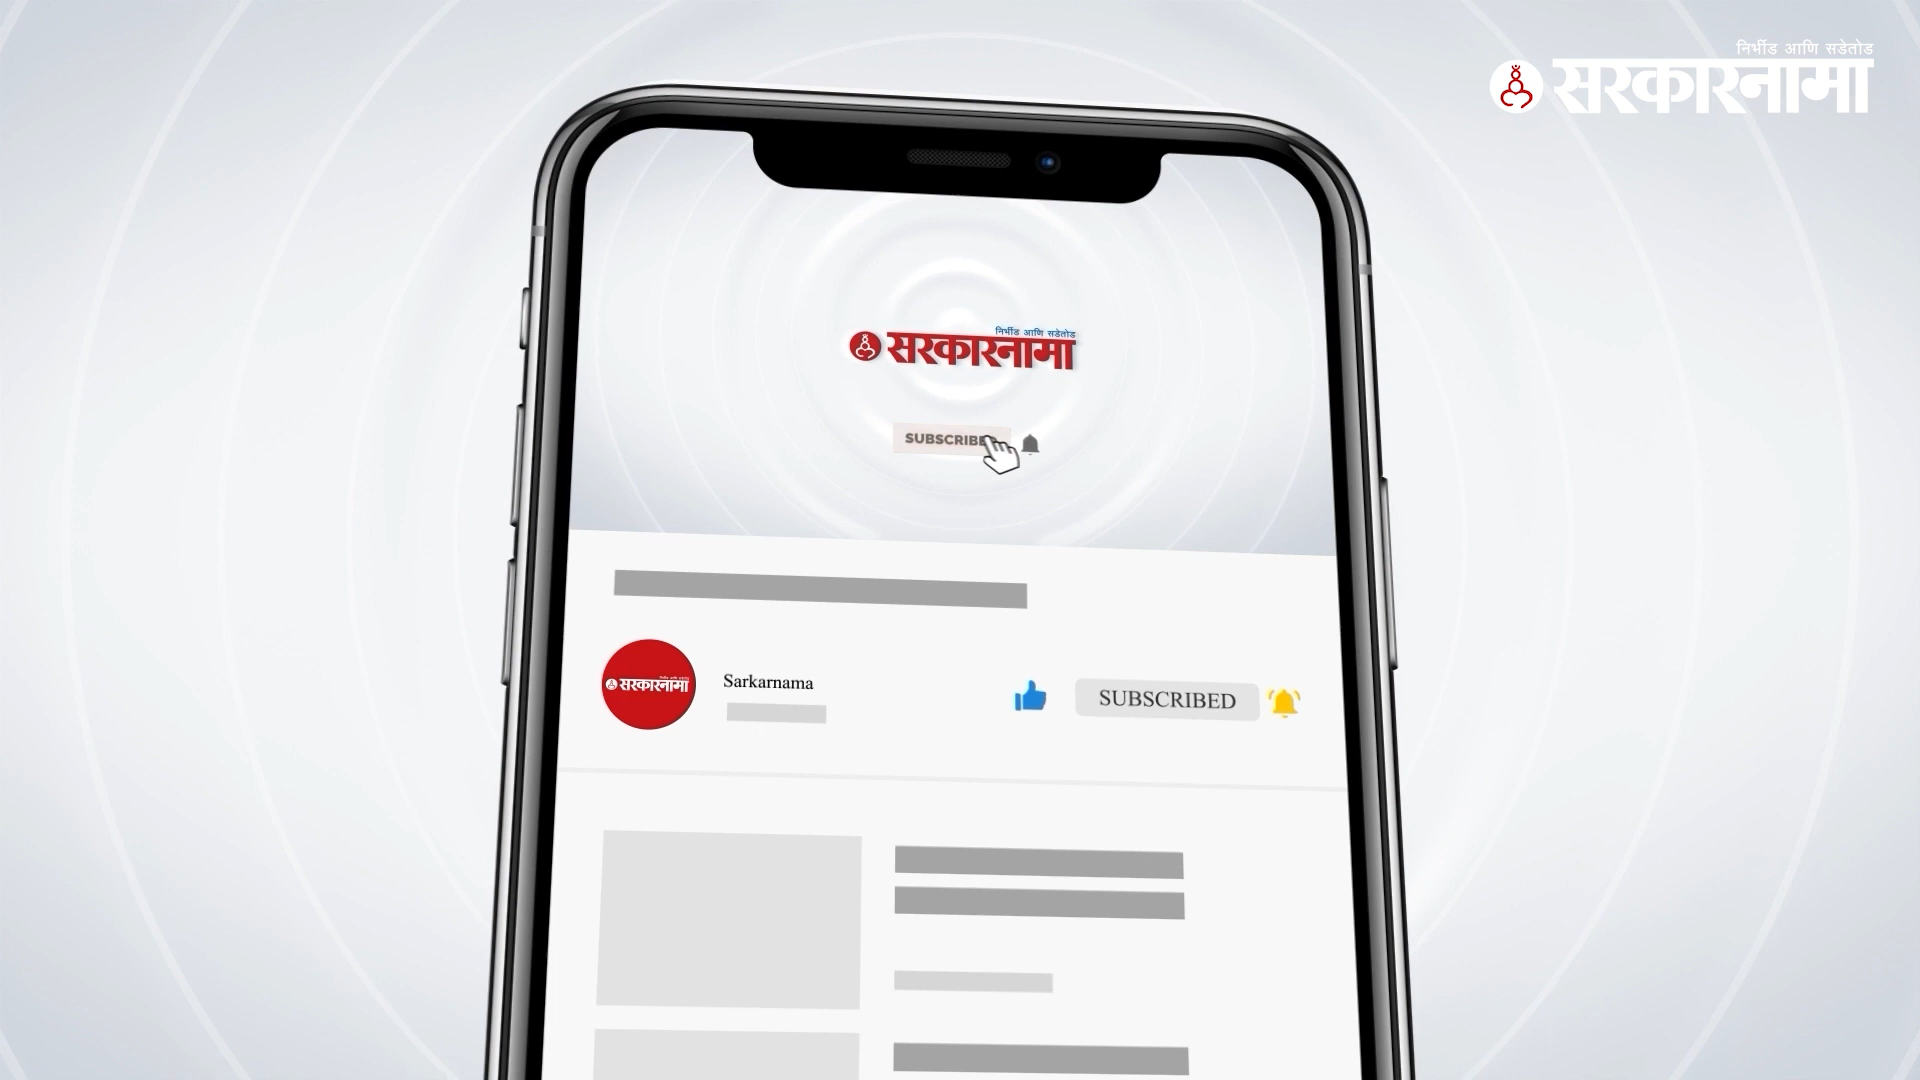 निर्भीड आणि सडेतोड
सरकारनामा
निर्भीड आणि सडेतोड
सरकारनामा
SUBSCRIBED
सरकारनामा
Sarkarnama
SUBSCRIBED